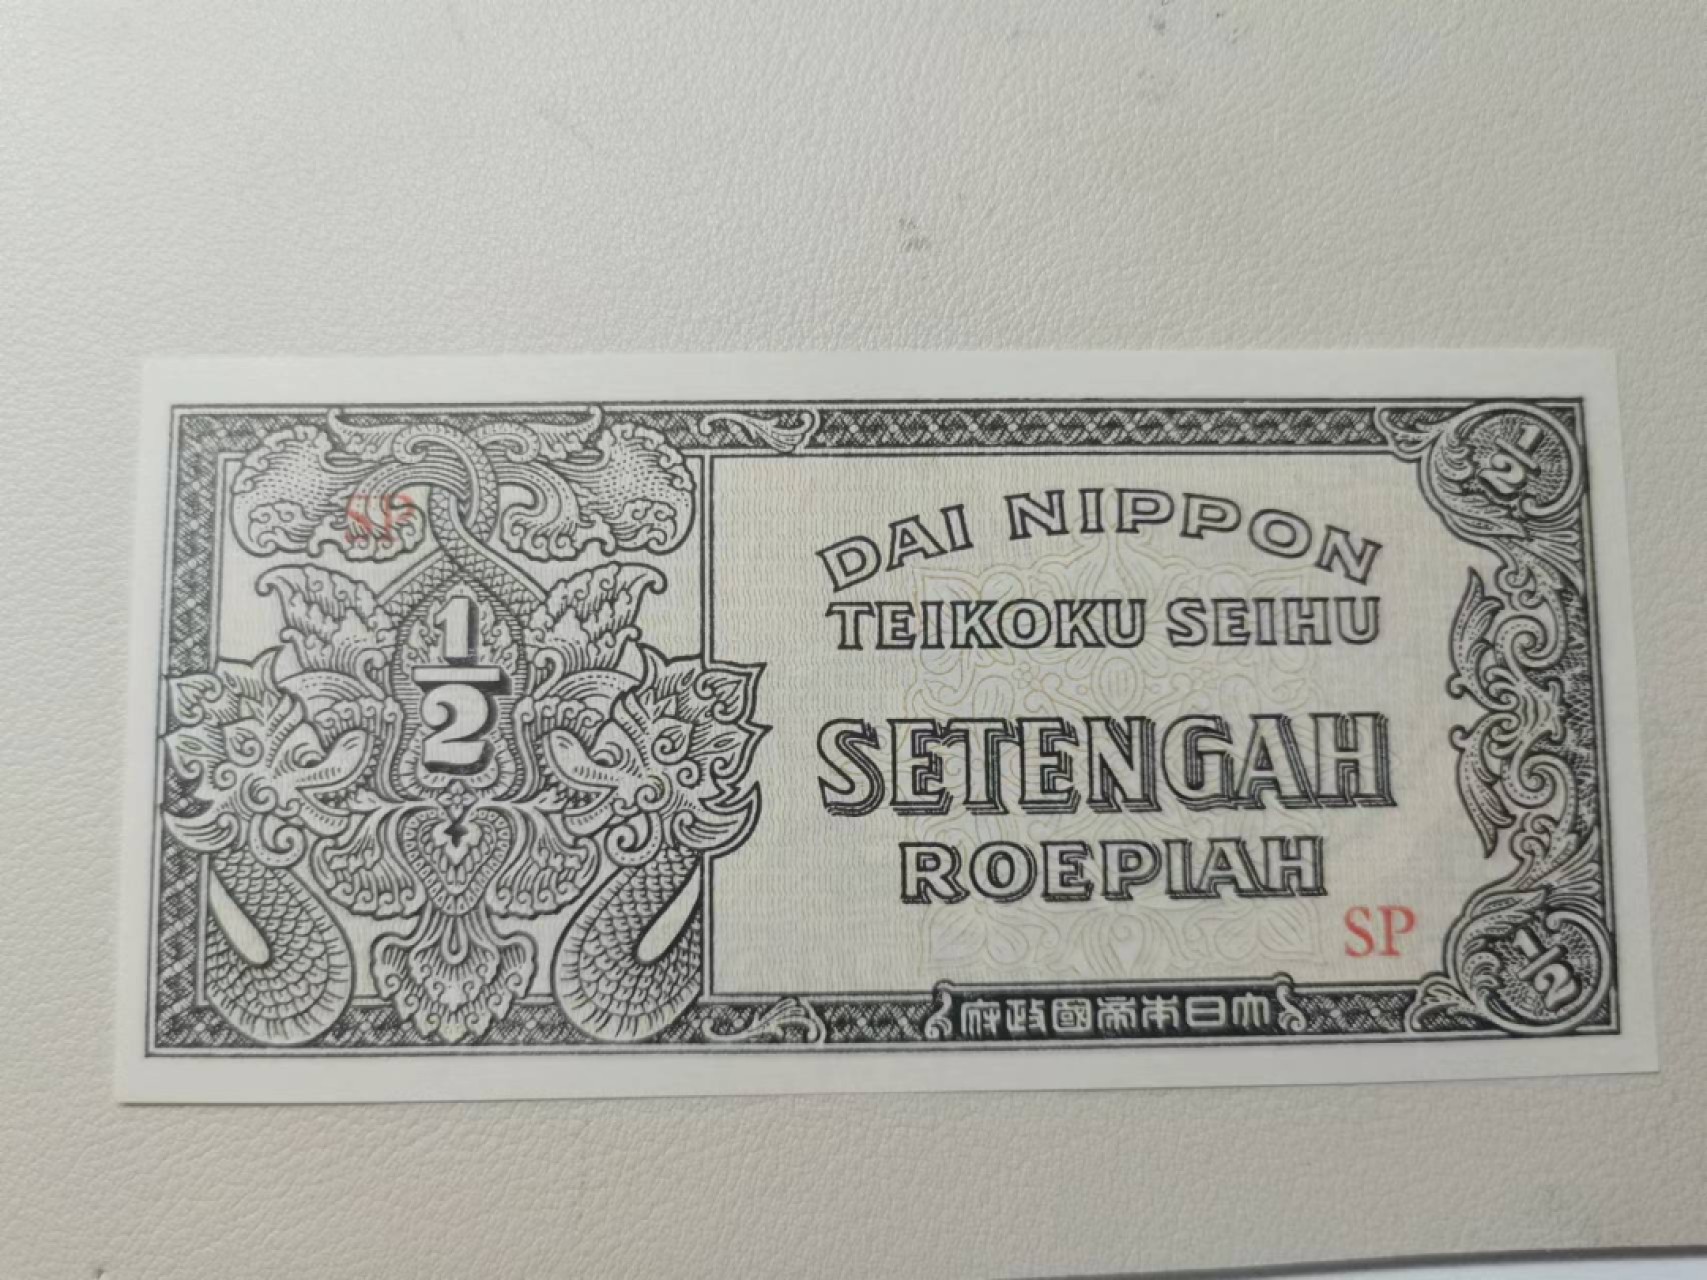 1/2
SP
DAI NIPPON
TEIKOKU SEIHU
1/2
SETENGAH
ROEPIAH
SP
府政國帝本日大
1/2